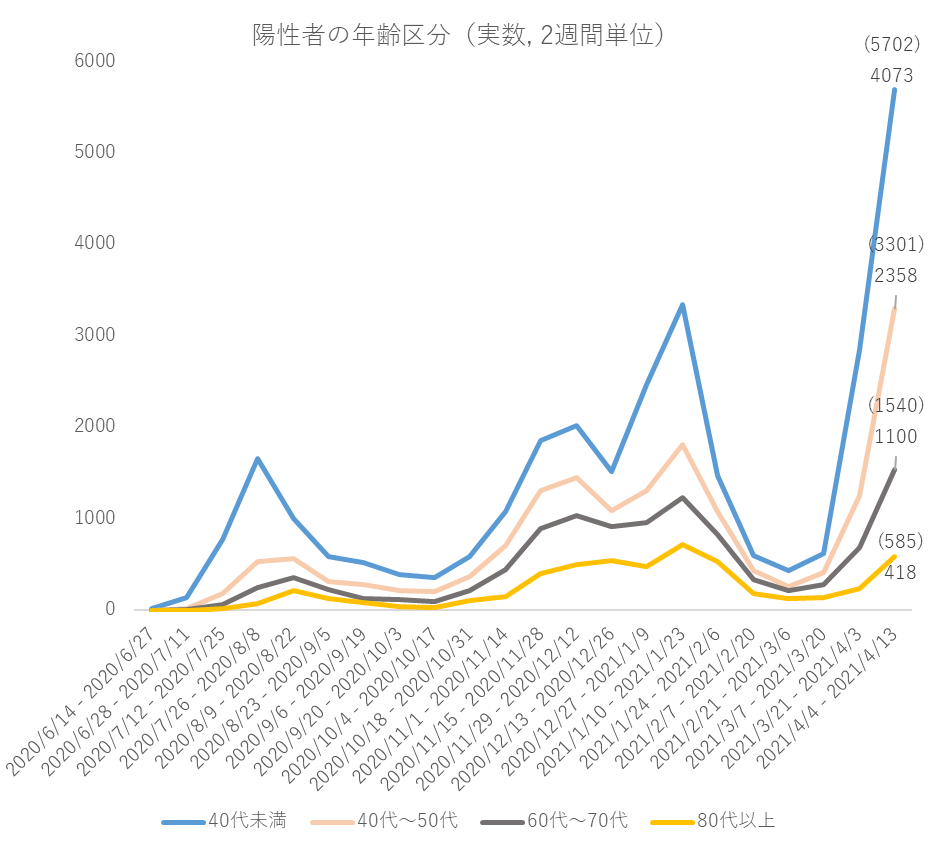 陽性者の年齢区分（実数, 2週間単位）
(5702)
4073
(3301)
2358
(1540)
1100
(585)
418
6000
5000
4000
3000
2000
1000
0
2020/6/14 - 2020/6/27
2020/6/28 - 2020/7/11
2020/7/12 - 2020/7/25
2020/7/26 - 2020/8/8
2020/8/9 - 2020/8/22
2020/8/23 - 2020/9/5
2020/9/6 - 2020/9/19
2020/9/20 - 2020/10/3
2020/10/4 - 2020/10/17
2020/10/18 - 2020/10/31
2020/11/1 - 2020/11/14
2020/11/15 - 2020/11/28
2020/11/29 - 2020/12/12
2020/12/13 - 2020/12/26
2020/12/27 - 2021/1/9
2021/1/10 - 2021/1/23
2021/1/24 - 2021/2/6
2021/2/7 - 2021/2/20
2021/2/21 - 2021/3/6
2021/3/7 - 2021/3/20
2021/3/21 - 2021/4/3
2021/4/4 - 2021/4/13
40代未満 40代～50代 60代～70代 80代以上